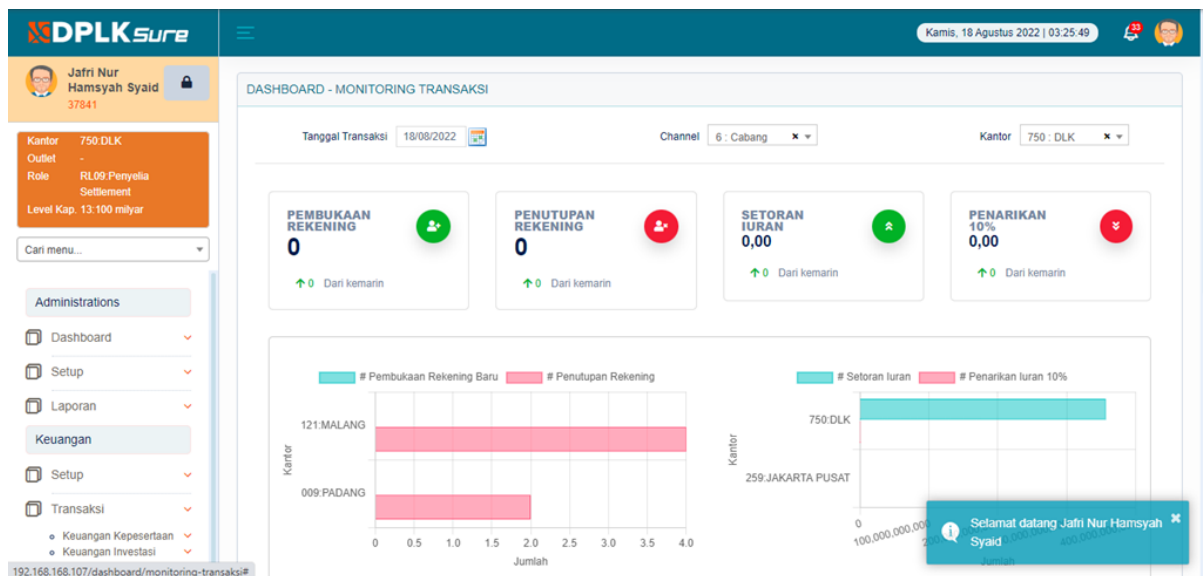 DPLKSure
Kamis, 18 Agustus 2022 | 03:25:49
33
Jafri Nur
Hamsyah Syaid
37841
Kantor 750:DLK
Outlet -
Role RL09:Penyelia
Settlement
Level Kap. 13:100 milyar
Cari menu...
Administrations
Dashboard
Setup
Laporan
Keuangan
Setup
Transaksi
Keuangan Kepesertaan
Keuangan Investasi
192.168.168.107/dashboard/monitoring-transaksi#
DASHBOARD - MONITORING TRANSAKSI
Tanggal Transaksi 18/08/2022
Channel 6 : Cabang
Kantor 750 : DLK
PEMBUKAAN
REKENING
0
0 Dari kemarin
PENUTUPAN
REKENING
0
0 Dari kemarin
SETORAN
IURAN
0,00
0 Dari kemarin
PENARIKAN
10%
0,00
0 Dari kemarin
# Pembukaan Rekening Baru # Penutupan Rekening
Kantor
121:MALANG
009:PADANG
0 0.5 1.0 1.5 2.0 2.5 3.0 3.5 4.0
Jumlah
# Setoran Iuran # Penarikan Iuran 10%
Kantor
750:DLK
259:JAKARTA PUSAT
0
100,000,000,000
400,000,000,000
Jumlah
Selamat datang Jafri Nur Hamsyah
Syaid